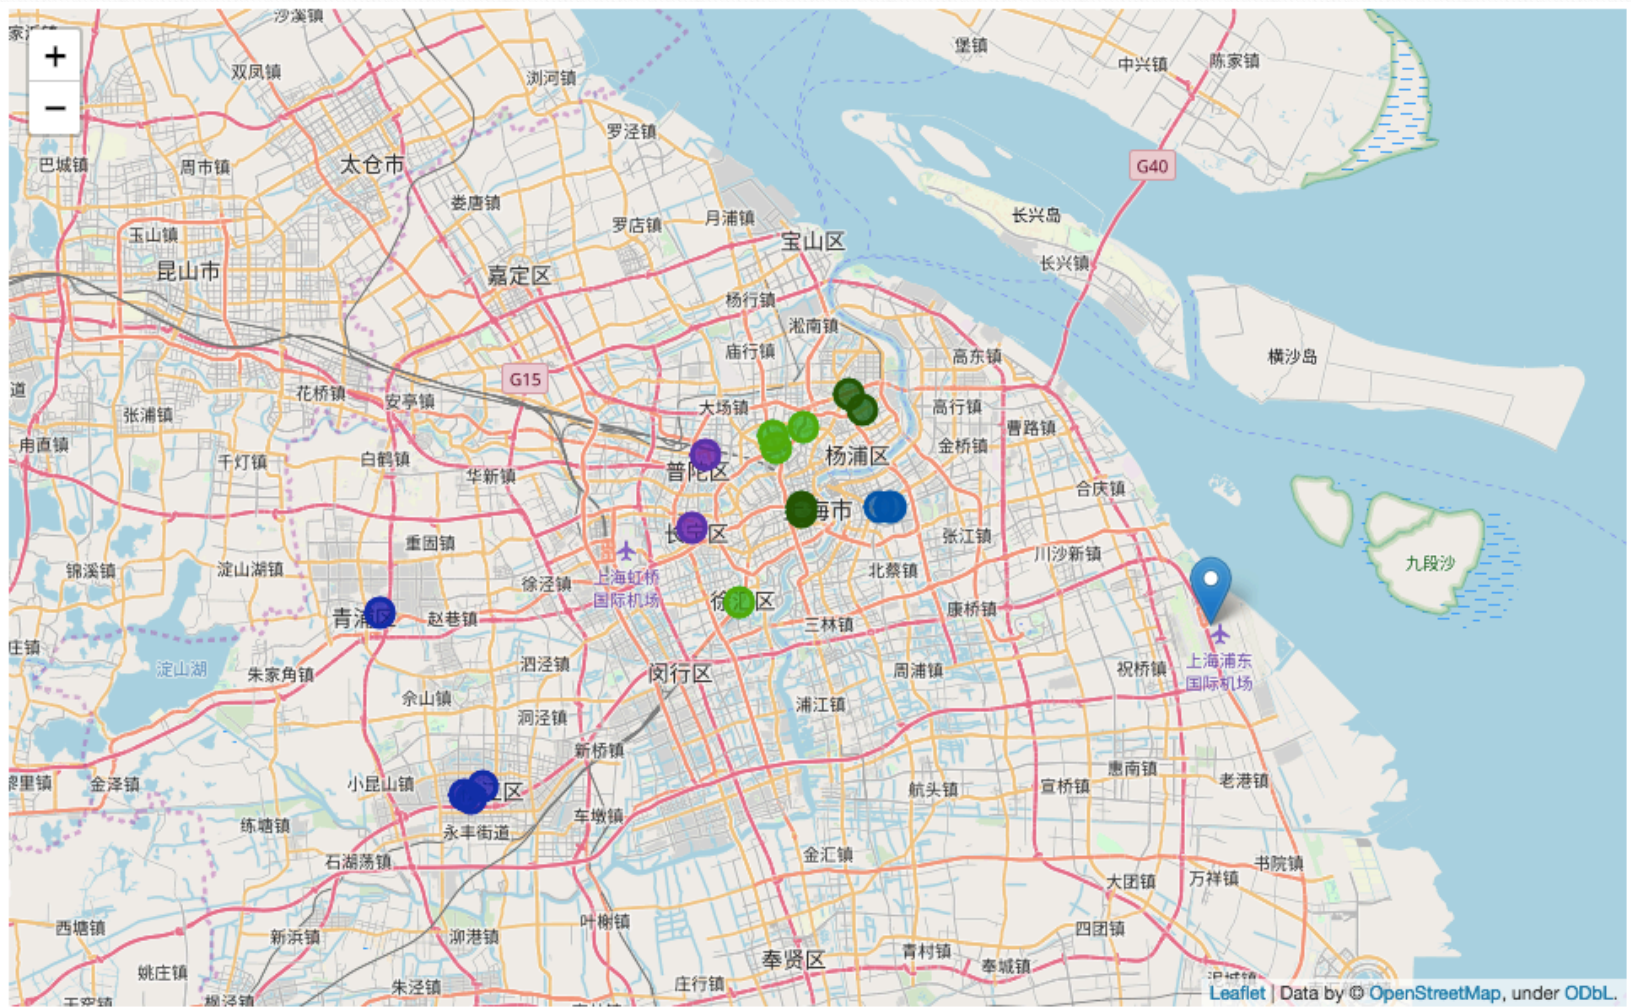 沙溪镇
+
−
双凤镇
浏河镇
堡镇
中兴镇
陈家镇
罗泾镇
巴城镇
周市镇
太仓市
G40
娄唐镇
罗店镇
月浦镇
长兴岛
玉山镇
宝山区
昆山市
嘉定区
长兴镇
杨行镇
淞南镇
庙行镇
高东镇
横沙岛
G15
道
花桥镇
安亭镇
张浦镇
大场镇
高行镇
曹路镇
甪直镇
千灯镇
白鹤镇
金桥镇
杨浦区
普陀区
华新镇
合庆镇
海市
长宁区
重固镇
张江镇
川沙新镇
九段沙
锦溪镇
淀山湖镇
徐泾镇
上海虹桥
国际机场
北蔡镇
徐汇区
康桥镇
青浦区
赵巷镇
三林镇
庄镇
淀山湖
朱家角镇
泗泾镇
闵行区
周浦镇
祝桥镇
上海浦东
国际机场
佘山镇
洞泾镇
浦江镇
新桥镇
黎里镇
金泽镇
小昆山镇
区
航头镇
宣桥镇
惠南镇
老港镇
练塘镇
永丰街道
车墩镇
石湖荡镇
金汇镇
书院镇
大团镇
万祥镇
西塘镇
新浜镇
泖港镇
叶榭镇
四团镇
奉贤区
青村镇
奉城镇
姚庄镇
朱泾镇
庄行镇
泥城镇
枫泾镇
Leaflet | Data by © OpenStreetMap, under ODbL.